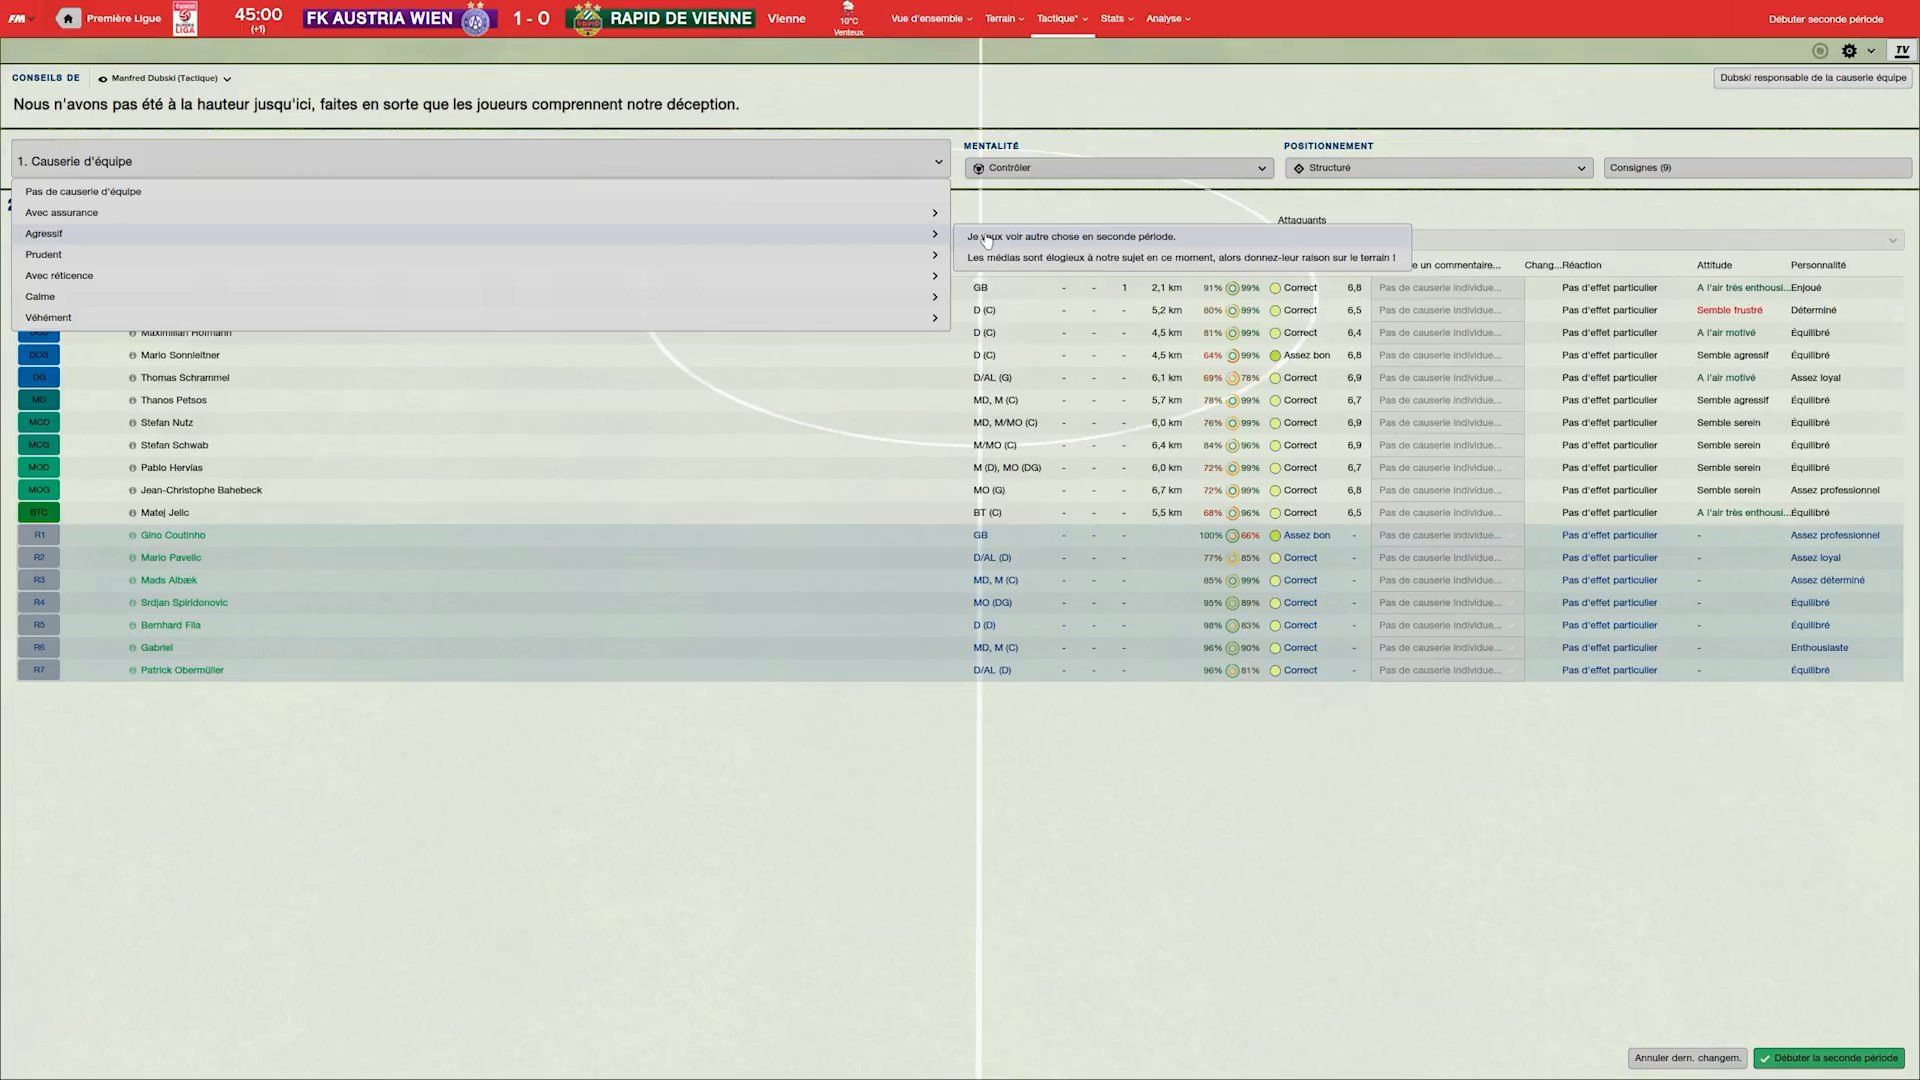 FM Première Ligue 45:00 (+1) FK AUSTRIA WIEN 1 - 0 RAPID DE VIENNE Vienne 10°C Venteux Vue d'ensemble Terrain Tactique* Stats Analyse Débuter seconde période
TV
CONSEILS DE Manfred Dubski (Tactique) Dubski responsable de la causerie équipe
Nous n'avons pas été à la hauteur jusqu'ici, faites en sorte que les joueurs comprennent notre déception.
MENTALITÉ POSITIONNEMENT
1. Causerie d'équipe Contrôler Structuré Consignes (9)
Pas de causerie d'équipe
Avec assurance
Agressif
Prudent
Avec réticence
Calme
Véhément
Attaquants
Je veux voir autre chose en seconde période.
Les médias sont élogieux à notre sujet en ce moment, alors donnez-leur raison sur le terrain !
un commentaire... Chang... Réaction Attitude Personnalité
GB - - 1 2,1 km 91% 99% Correct 6,8 Pas de causerie individue... Pas d'effet particulier A l'air très enthousi... Enjoué
D (C) - - - 5,2 km 80% 99% Correct 6,5 Pas de causerie individue... Pas d'effet particulier Semble frustré Déterminé
Maximilian Hofmann D (C) - - - 4,5 km 81% 99% Correct 6,4 Pas de causerie individue... Pas d'effet particulier A l'air motivé Équilibré
DCG Mario Sonnleitner D (C) - - - 4,5 km 64% 99% Assez bon 6,8 Pas de causerie individue... Pas d'effet particulier Semble agressif Équilibré
DG Thomas Schrammel D/AL (G) - - - 6,1 km 69% 78% Correct 6,9 Pas de causerie individue... Pas d'effet particulier A l'air motivé Assez loyal
MD Thanos Petsos MD, M (C) - - - 5,7 km 78% 99% Correct 6,7 Pas de causerie individue... Pas d'effet particulier Semble agressif Équilibré
MCD Stefan Nutz MD, M/MO (C) - - - 6,0 km 76% 99% Correct 6,9 Pas de causerie individue... Pas d'effet particulier Semble serein Équilibré
MCG Stefan Schwab M/MO (C) - - - 6,4 km 84% 96% Correct 6,9 Pas de causerie individue... Pas d'effet particulier Semble serein Équilibré
MOD Pablo Hervías M (D), MO (DG) - - - 6,0 km 72% 99% Correct 6,7 Pas de causerie individue... Pas d'effet particulier Semble serein Équilibré
MOG Jean-Christophe Bahebeck MO (G) - - - 6,7 km 72% 99% Correct 6,8 Pas de causerie individue... Pas d'effet particulier Semble serein Assez professionnel
BTC Matej Jelic BT (C) - - - 5,5 km 68% 96% Correct 6,5 Pas de causerie individue... Pas d'effet particulier A l'air très enthousi... Équilibré
R1 Gino Coutinho GB 100% 66% Assez bon - Pas de causerie individue... Pas d'effet particulier - Assez professionnel
R2 Mario Pavelic D/AL (D) - - - 77% 85% Correct - Pas de causerie individue... Pas d'effet particulier - Assez loyal
R3 Mads Albæk MD, M (C) - - - 85% 99% Correct - Pas de causerie individue... Pas d'effet particulier - Assez déterminé
R4 Srdjan Spiridonovic MO (DG) - - - 95% 89% Correct - Pas de causerie individue... Pas d'effet particulier - Équilibré
R5 Bernhard Fila D (D) - - - 98% 83% Correct - Pas de causerie individue... Pas d'effet particulier - Équilibré
R6 Gabriel MD, M (C) - - - 96% 90% Correct - Pas de causerie individue... Pas d'effet particulier - Enthousiaste
R7 Patrick Obermüller D/AL (D) - - - 96% 81% Correct - Pas de causerie individue... Pas d'effet particulier - Équilibré
Annuler dern. changem. Débuter la seconde période